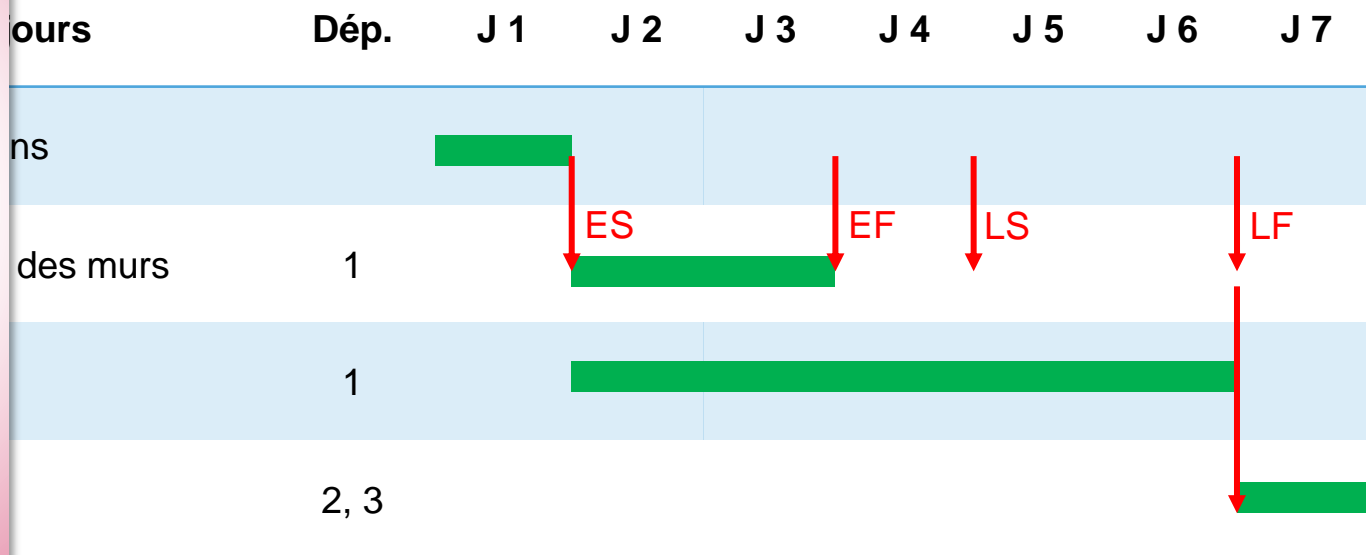 jours Dép. J 1 J 2 J 3 J 4 J 5 J 6 J 7
ns
ES EF LS LF
des murs 1
1
2, 3